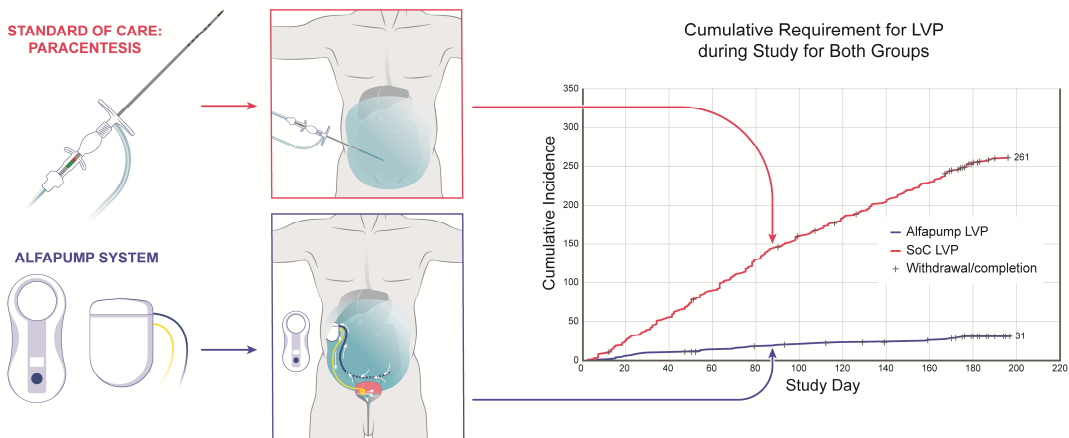 STANDARD OF CARE:
PARACENTESIS
ALFAPUMP SYSTEM
Cumulative Requirement for LVP
during Study for Both Groups
Cumulative Incidence
350
300
250
200
150
100
50
0
261
31
Alfapump LVP
SoC LVP
Withdrawal/completion
0 20 40 60 80 100 120 140 160 180 200 220
Study Day